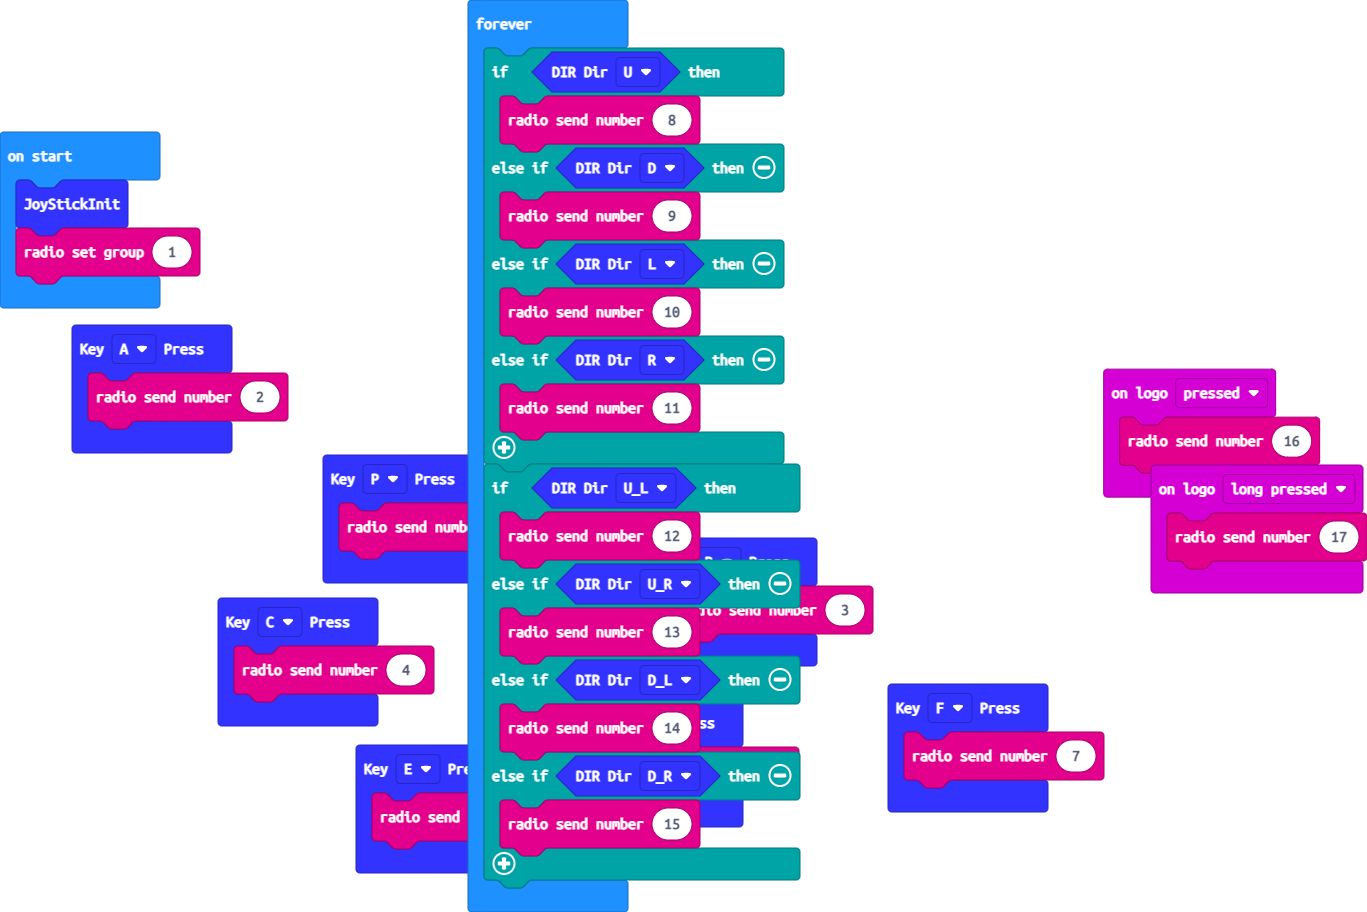 forever
if DIR Dir U then
radio send number 8
else if DIR Dir D then
radio send number 9
else if DIR Dir L then
radio send number 10
else if DIR Dir R then
radio send number 11
if DIR Dir U_L then
radio send number 12
else if DIR Dir U_R then
radio send number 13
else if DIR Dir D_L then
radio send number 14
else if DIR Dir D_R then
radio send number 15
on start
JoyStickInit
radio set group 1
Key A Press
radio send number 2
Key P Press
radio send
Key C Press
radio send number 4
Key E
radio send
send number 3
Key F Press
radio send number 7
on logo pressed
radio send number 16
on logo long pressed
radio send number 17